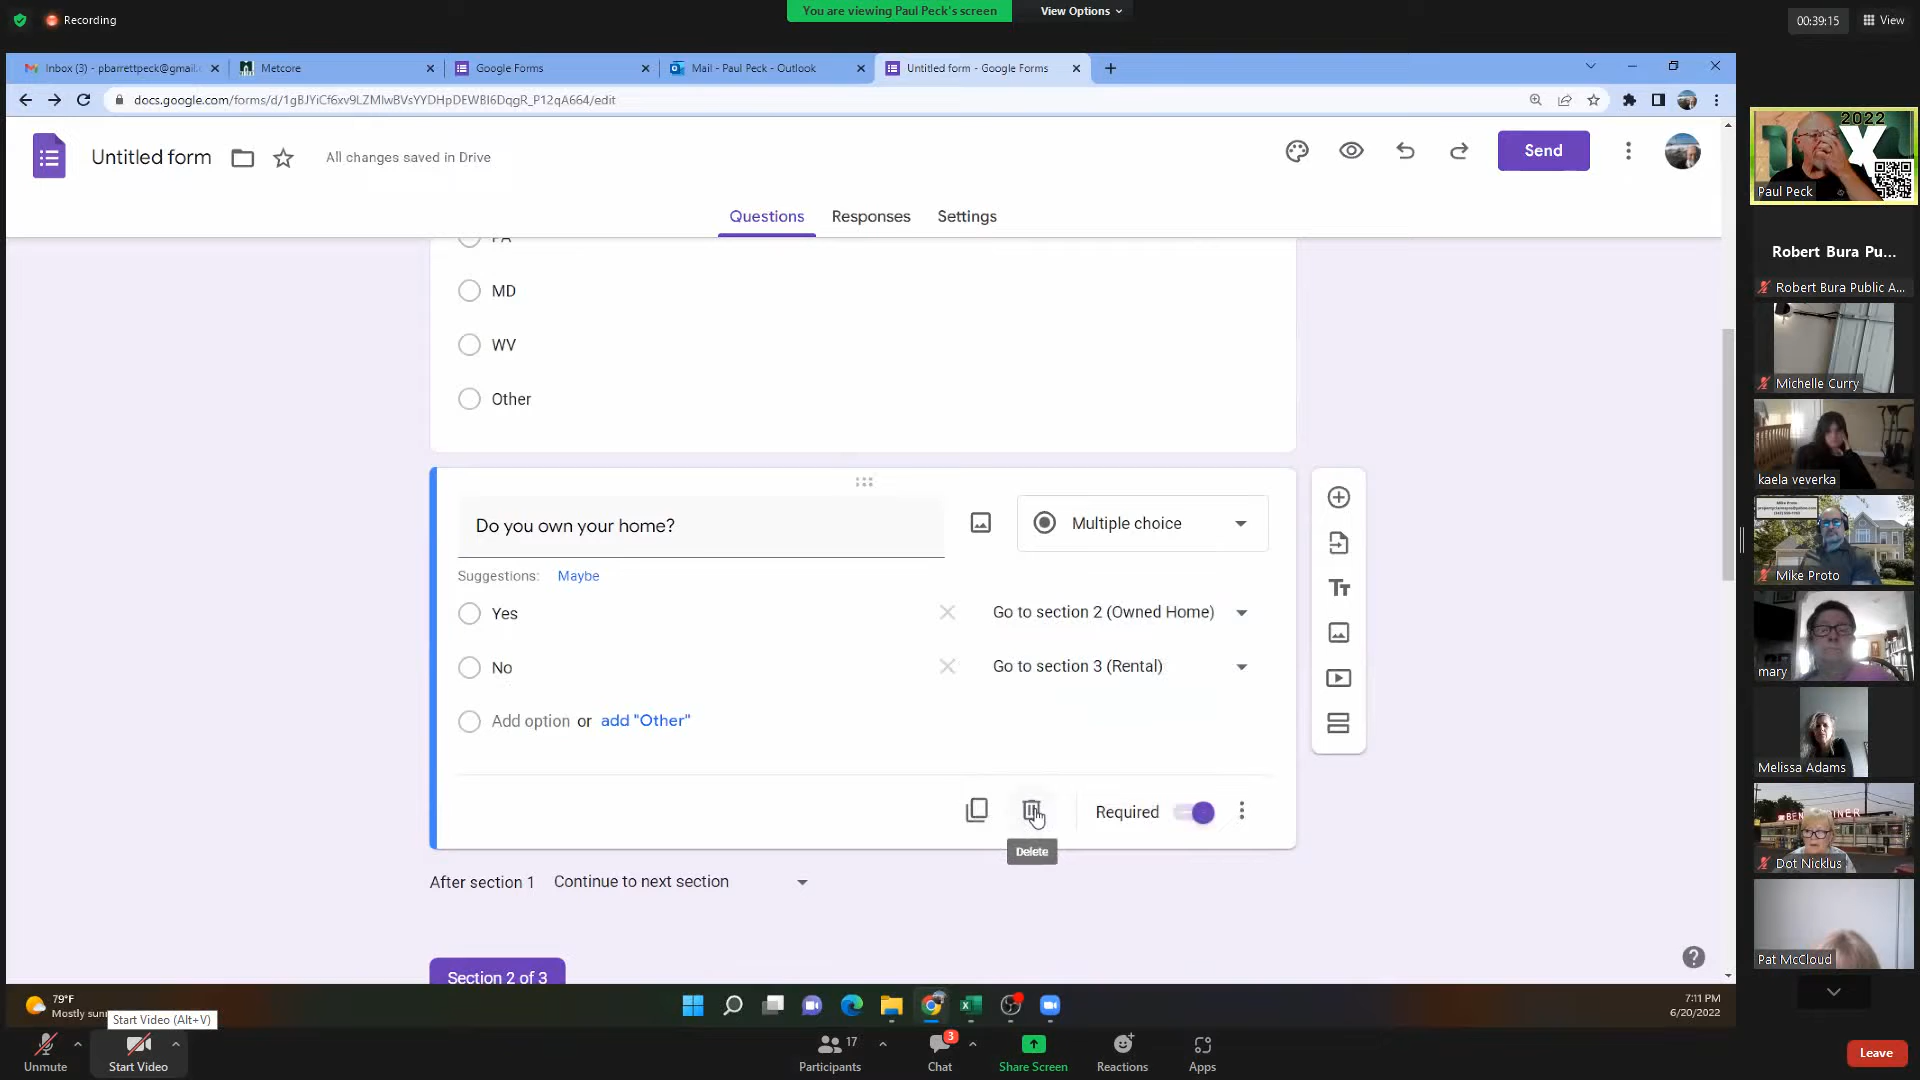 Recording
You are viewing Paul Peck's screen
View Options
00:39:15
View
Inbox (3) - pbarrettpeck@gmail.
Metcore
Google Forms
Mail - Paul Peck - Outlook
Untitled form - Google Forms
docs.google.com/forms/d/1gBJYiCf6xv9LZMlwBVsYYDHpDEWBI6DqgR_P12qA664/edit
Untitled form
All changes saved in Drive
Send
Questions
Responses
Settings
PA
MD
WV
Other
Do you own your home?
Multiple choice
Suggestions:
Maybe
Yes
Go to section 2 (Owned Home)
No
Go to section 3 (Rental)
Add option or add "Other"
Required
Delete
After section 1
Continue to next section
Section 2 of 3
2022
Paul Peck
Robert Bura Pu...
Robert Bura Public A...
Michelle Curry
kaela veverka
Mike Proto
Mike Proto
mary
Melissa Adams
Dot Nicklus
Pat McCloud
79°F
Mostly sun
Start Video (Alt+V)
7:11 PM
6/20/2022
Unmute
Start Video
17
Participants
3
Chat
Share Screen
Reactions
Apps
Leave